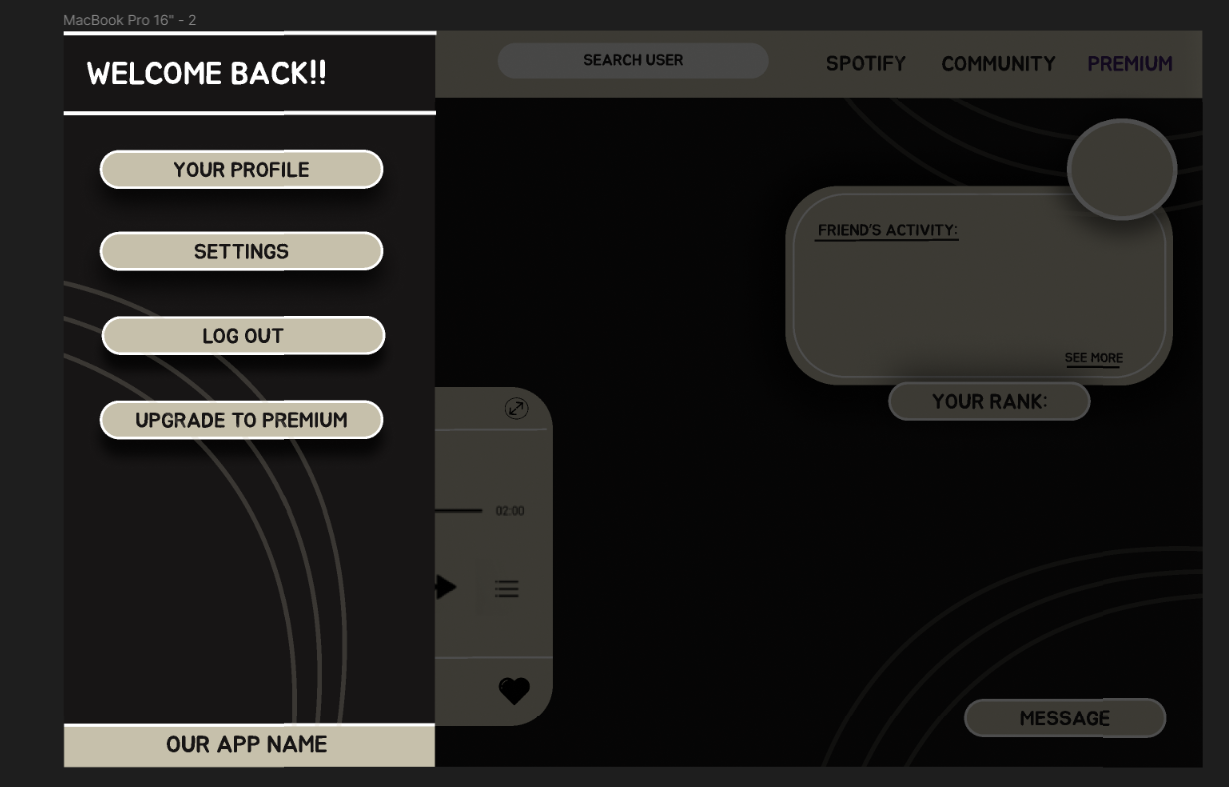 MacBook Pro 16" - 2
WELCOME BACK!!
SEARCH USER
SPOTIFY
COMMUNITY
PREMIUM
YOUR PROFILE
SETTINGS
LOG OUT
UPGRADE TO PREMIUM
OUR APP NAME
FRIEND'S ACTIVITY:
SEE MORE
YOUR RANK:
02:00
MESSAGE